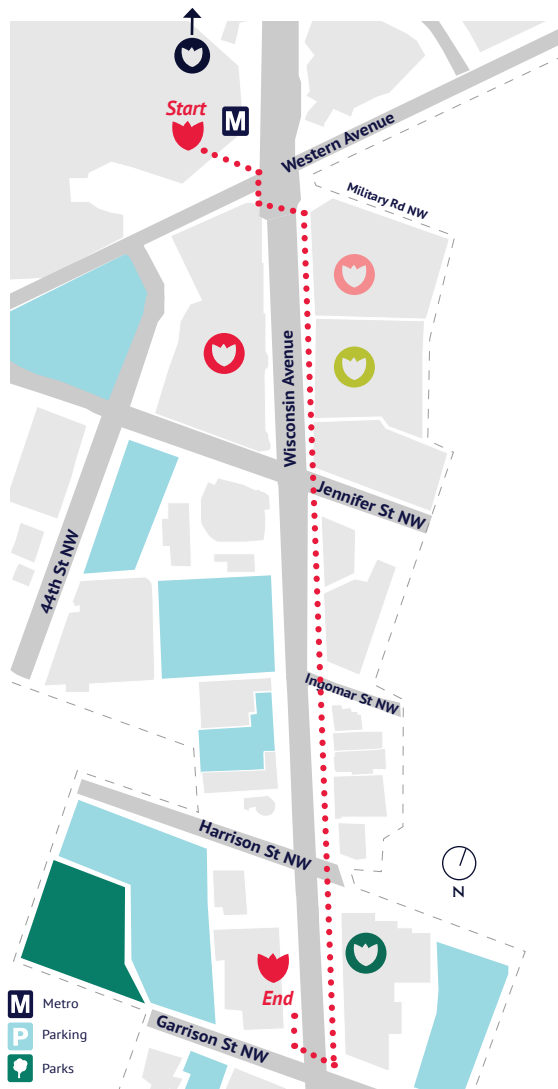 Start
M
Western Avenue
Military Rd NW
Wisconsin Avenue
Jennifer St NW
44th St NW
Ingomar St NW
Harrison St NW
N
End
Garrison St NW
M Metro
P Parking
Parks